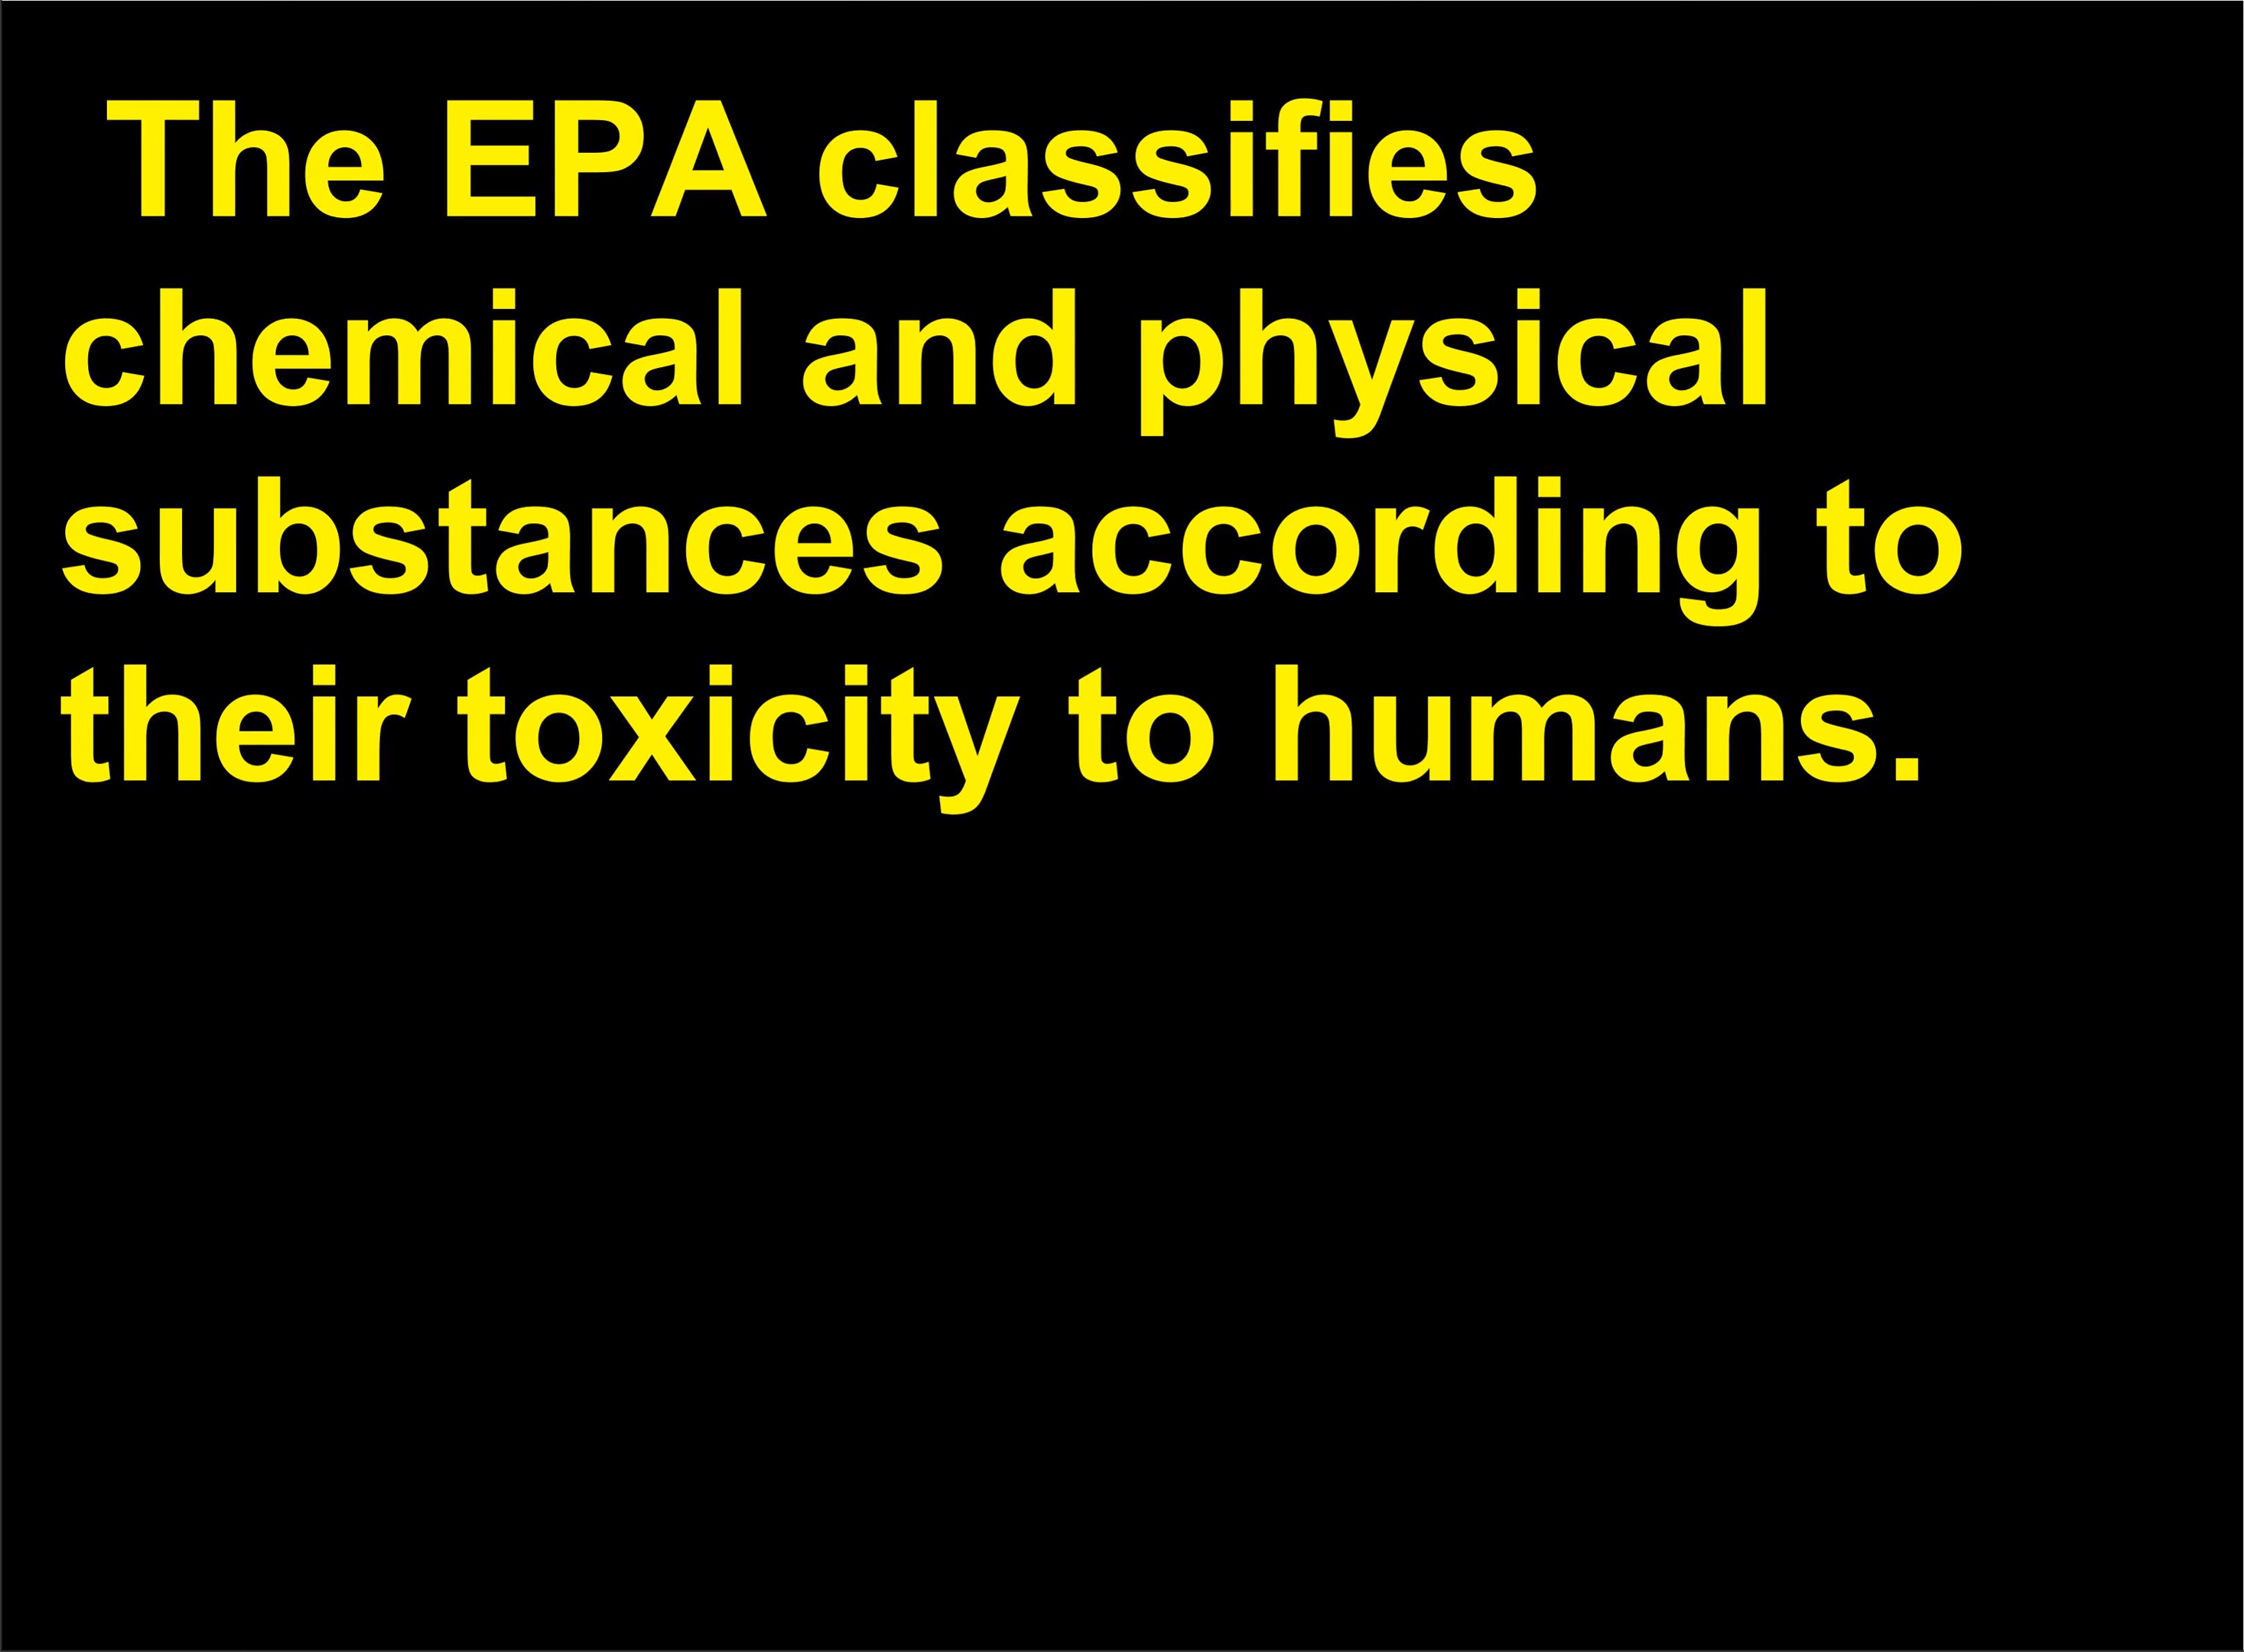 The EPA classifies
chemical and physical
substances according to
their toxicity to humans.